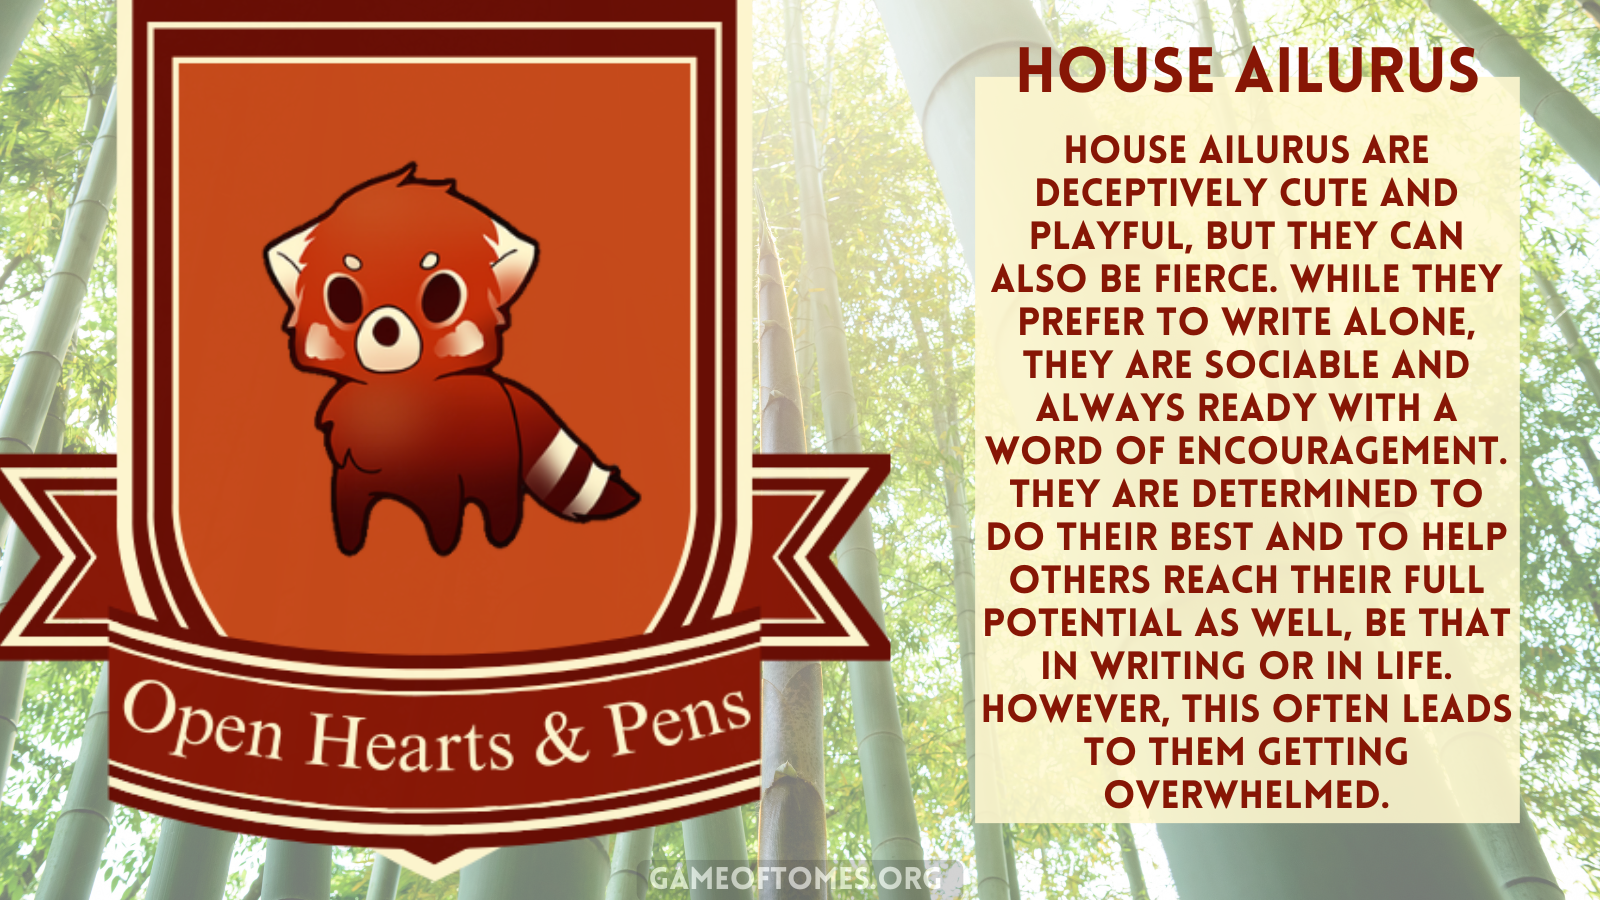 HOUSE AILURUS
HOUSE AILURUS ARE
DECEPTIVELY CUTE AND
PLAYFUL, BUT THEY CAN
ALSO BE FIERCE. WHILE THEY
PREFER TO WRITE ALONE,
THEY ARE SOCIABLE AND
ALWAYS READY WITH A
WORD OF ENCOURAGEMENT.
THEY ARE DETERMINED TO
DO THEIR BEST AND TO HELP
OTHERS REACH THEIR FULL
POTENTIAL AS WELL, BE THAT
IN WRITING OR IN LIFE.
HOWEVER, THIS OFTEN LEADS
TO THEM GETTING
OVERWHELMED.
Open Hearts & Pens
GAMEOFTOMES.ORG